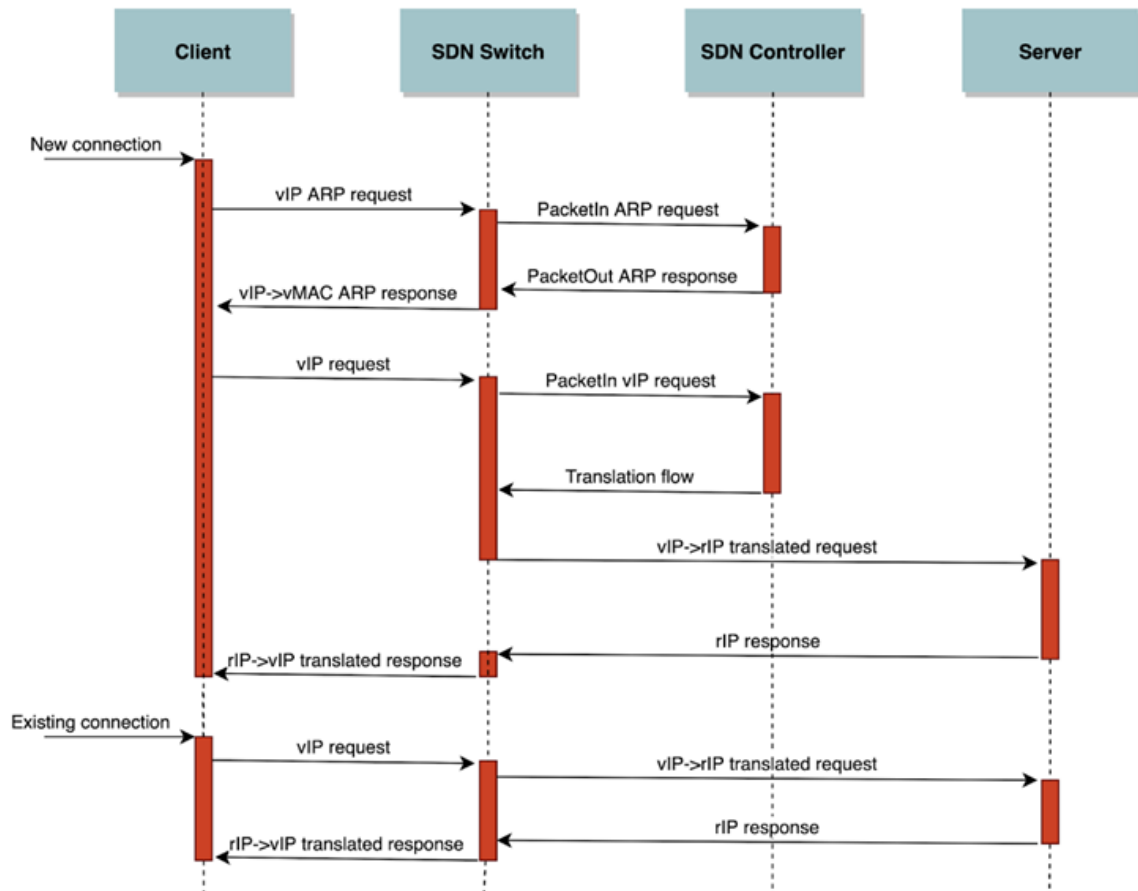 Client
SDN Switch
SDN Controller
Server
New connection
vIP ARP request
PacketIn ARP request
PacketOut ARP response
vIP->vMAC ARP response
vIP request
PacketIn vIP request
Translation flow
vIP->rIP translated request
rIP response
rIP->vIP translated response
Existing connection
vIP request
vIP->rIP translated request
rIP response
rIP->vIP translated response